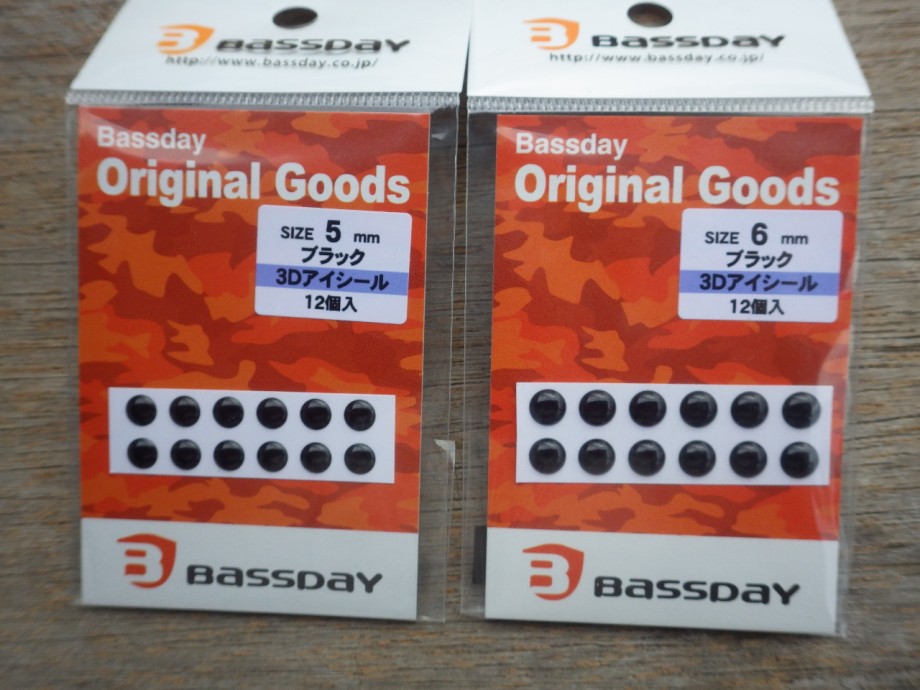 BASSDAY
http://www.bassday.co.jp/
Bassday
Original Goods
SIZE 5 mm
ブラック
3Dアイシール
12個入
BASSDAY
BASSDAY
http://www.bassday.co.jp/
Bassday
Original Goods
SIZE 6 mm
ブラック
3Dアイシール
12個入
BASSDAY